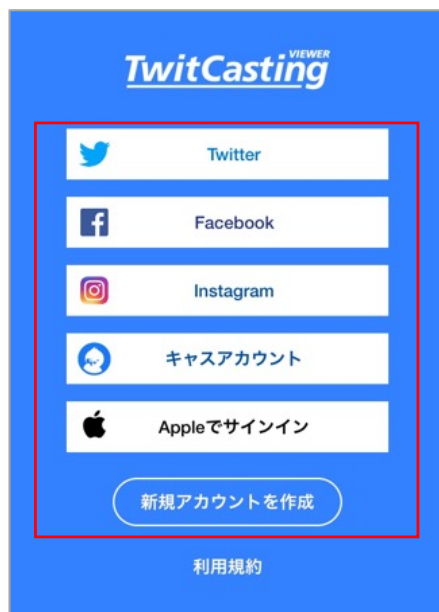 VIEWER
TwitCasting
Twitter
Facebook
Instagram
キャスアカウント
Appleでサインイン
新規アカウントを作成
利用規約